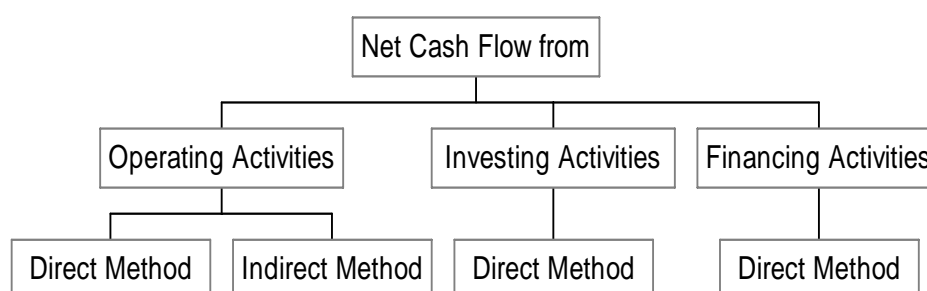 Net Cash Flow from
Operating Activities
Investing Activities
Financing Activities
Direct Method
Indirect Method
Direct Method
Direct Method